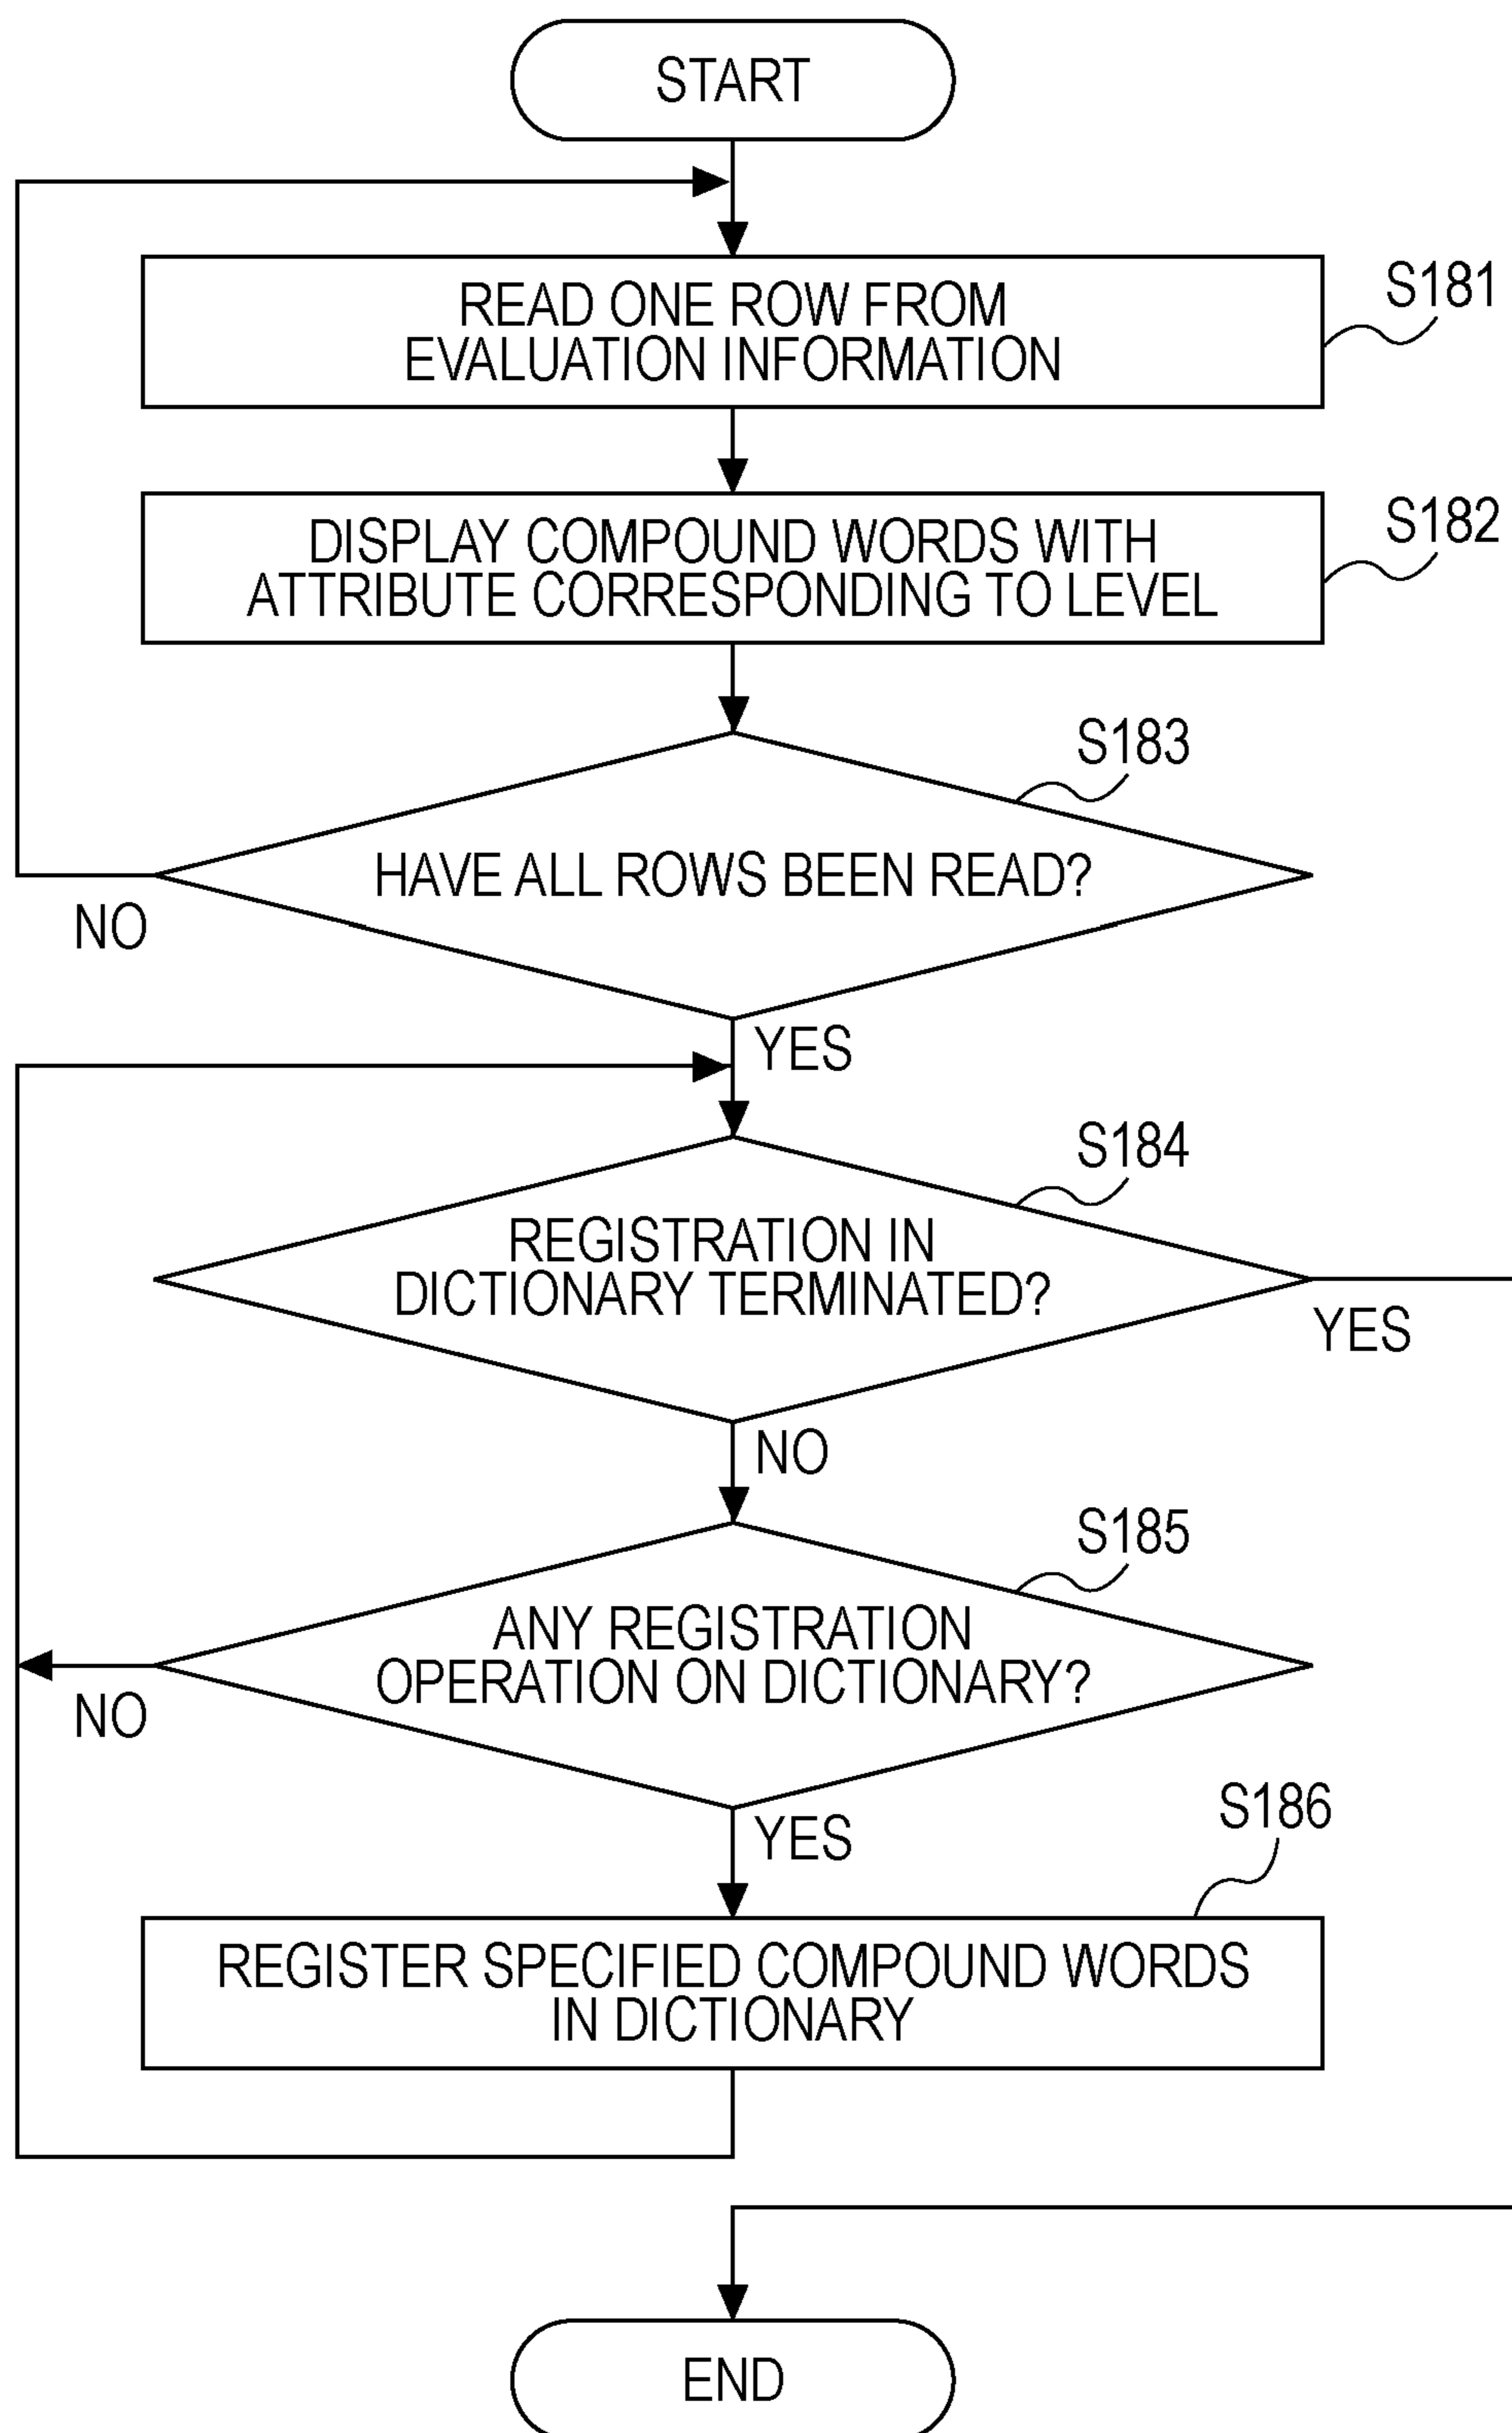 START
READ ONE ROW FROM
EVALUATION INFORMATION
S181
DISPLAY COMPOUND WORDS WITH
ATTRIBUTE CORRESPONDING TO LEVEL
S182
S183
HAVE ALL ROWS BEEN READ?
NO
YES
S184
REGISTRATION IN
DICTIONARY TERMINATED?
YES
NO
S185
ANY REGISTRATION
OPERATION ON DICTIONARY?
NO
YES
S186
REGISTER SPECIFIED COMPOUND WORDS
IN DICTIONARY
END